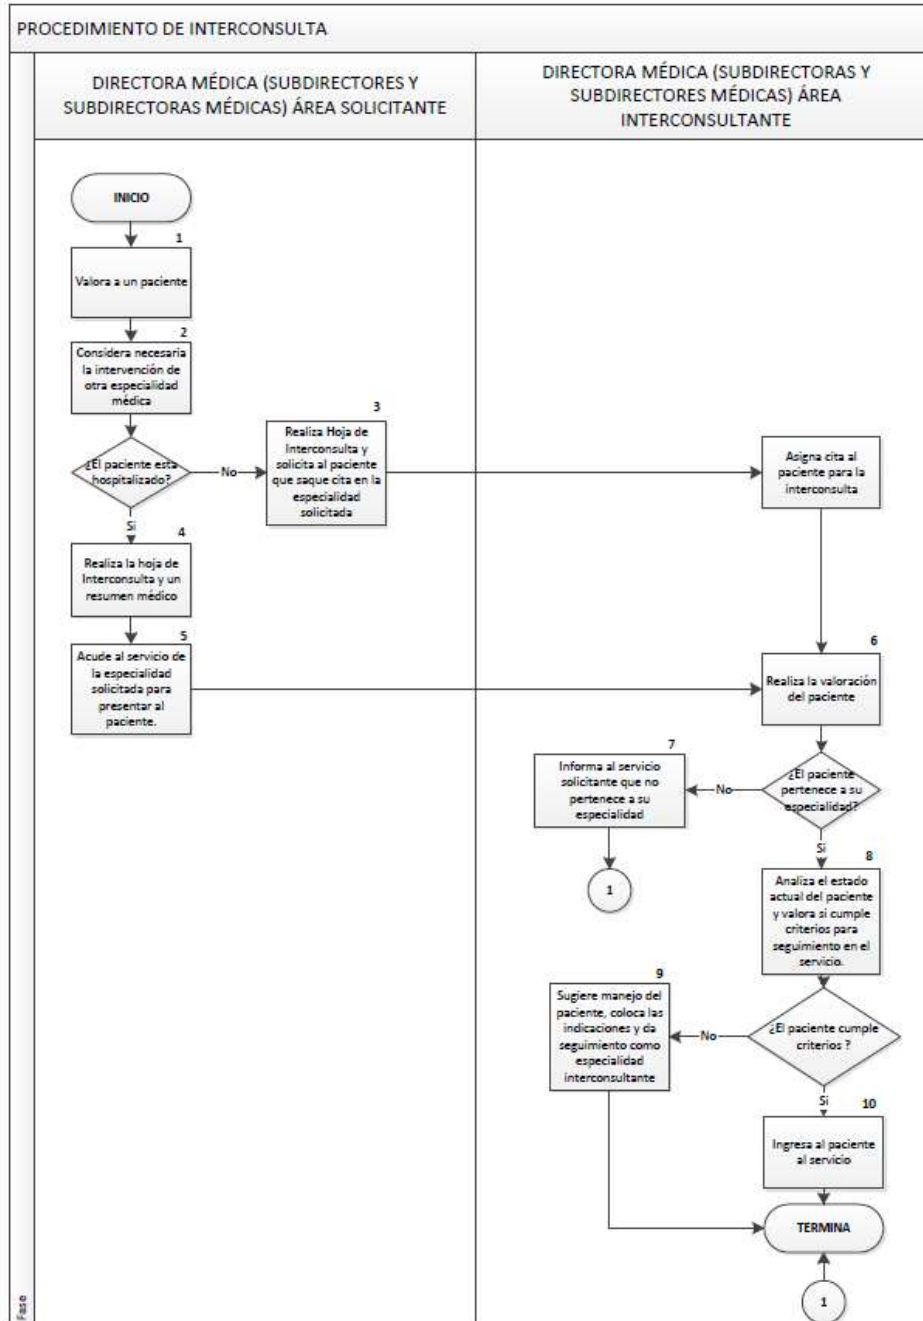 PROCEDIMIENTO DE INTERCONSULTA
DIRECTORA MÉDICA (SUBDIRECTORES Y
SUBDIRECTORAS MÉDICAS) ÁREA SOLICITANTE
DIRECTORA MÉDICA (SUBDIRECTORAS Y
SUBDIRECTORES MÉDICAS) ÁREA
INTERCONSULTANTE
INICIO
1
Valora a un paciente
2
Considera necesaria
la intervención de
otra especialidad
médica
¿El paciente esta
hospitalizado?
No
3
Realiza Hoja de
Interconsulta y
solicita al paciente
que saque cita en la
especialidad
solicitada
Asigna cita al
paciente para la
interconsulta
Si
4
Realiza la hoja de
Interconsulta y un
resumen médico
5
Acude al servicio de
la especialidad
solicitada para
presentar al
paciente.
6
Realiza la valoración
del paciente
¿El paciente
pertenece a su
especialidad?
No
7
Informa al servicio
solicitante que no
pertenece a su
especialidad
1
Si
8
Analiza el estado
actual del paciente
y valora si cumple
criterios para
seguimiento en el
servicio.
¿El paciente cumple
criterios ?
No
9
Sugiere manejo del
paciente, coloca las
indicaciones y da
seguimiento como
especialidad
interconsultante
Si
10
Ingresa al paciente
al servicio
TERMINA
1
Fase